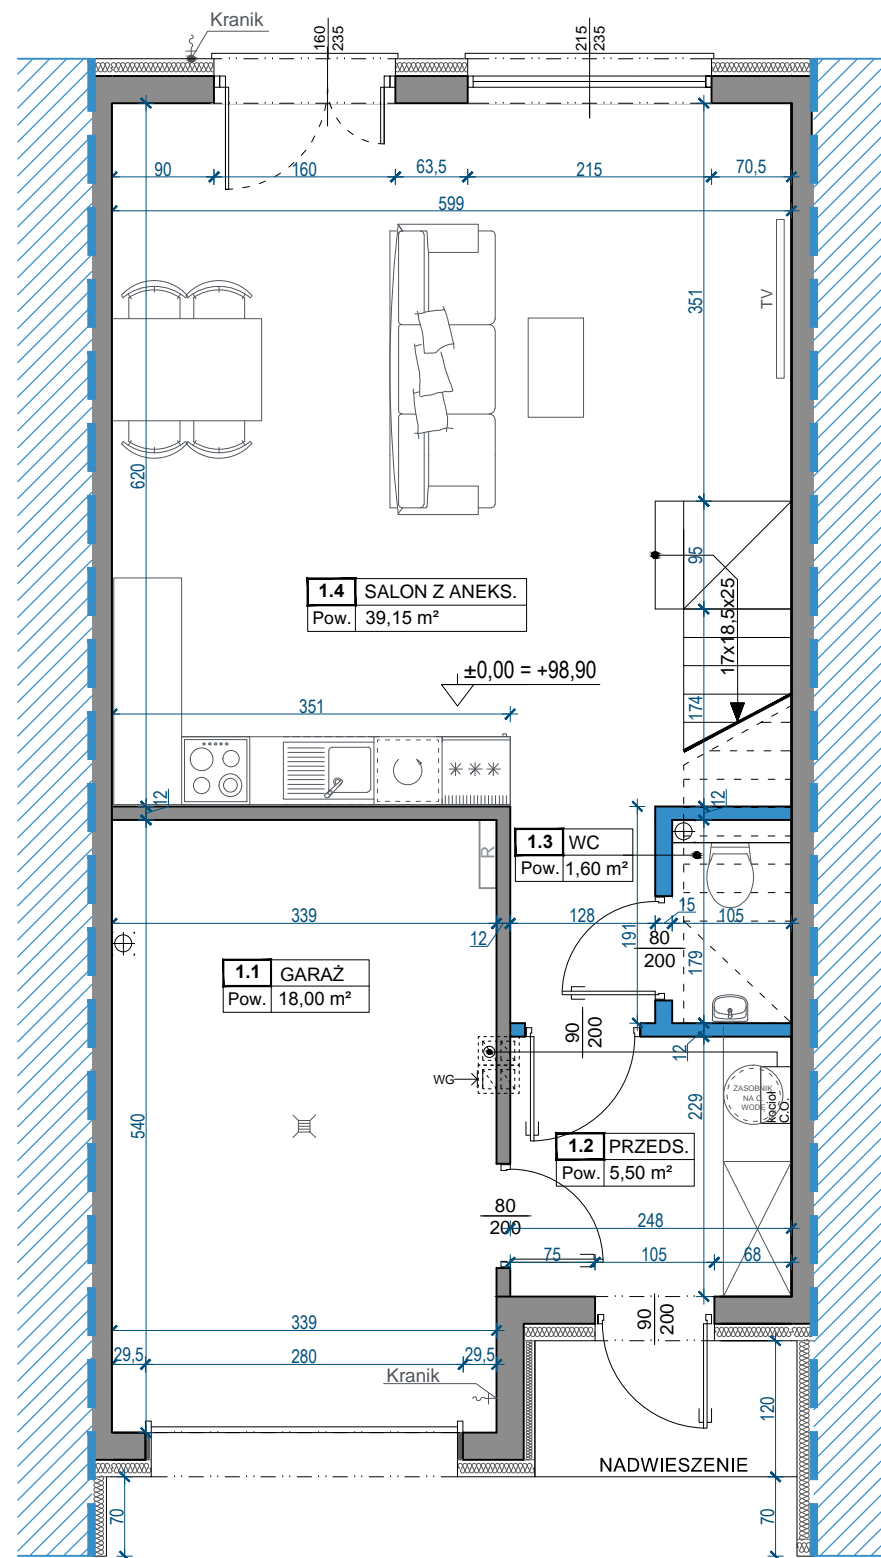 Kranik
160
235
215
235
90
160
63,5
215
70,5
599
351
TV
620
95
1.4 SALON Z ANEKS.
Pow. 39,15 m²
17x18,5x25
±0,00 = +98,90
351
174
12
12
R
1.3 WC
Pow. 1,60 m²
339
128
15
105
12
191
80
200
179
1.1 GARAŻ
Pow. 18,00 m²
90
200
12
WG
ZASOBNIK
NA C.
WODĘ
kocioł
C.O.
229
540
1.2 PRZEDS.
Pow. 5,50 m²
80
200
248
75
105
68
339
90
200
29,5
280
29,5
Kranik
120
NADWIESZENIE
70
70